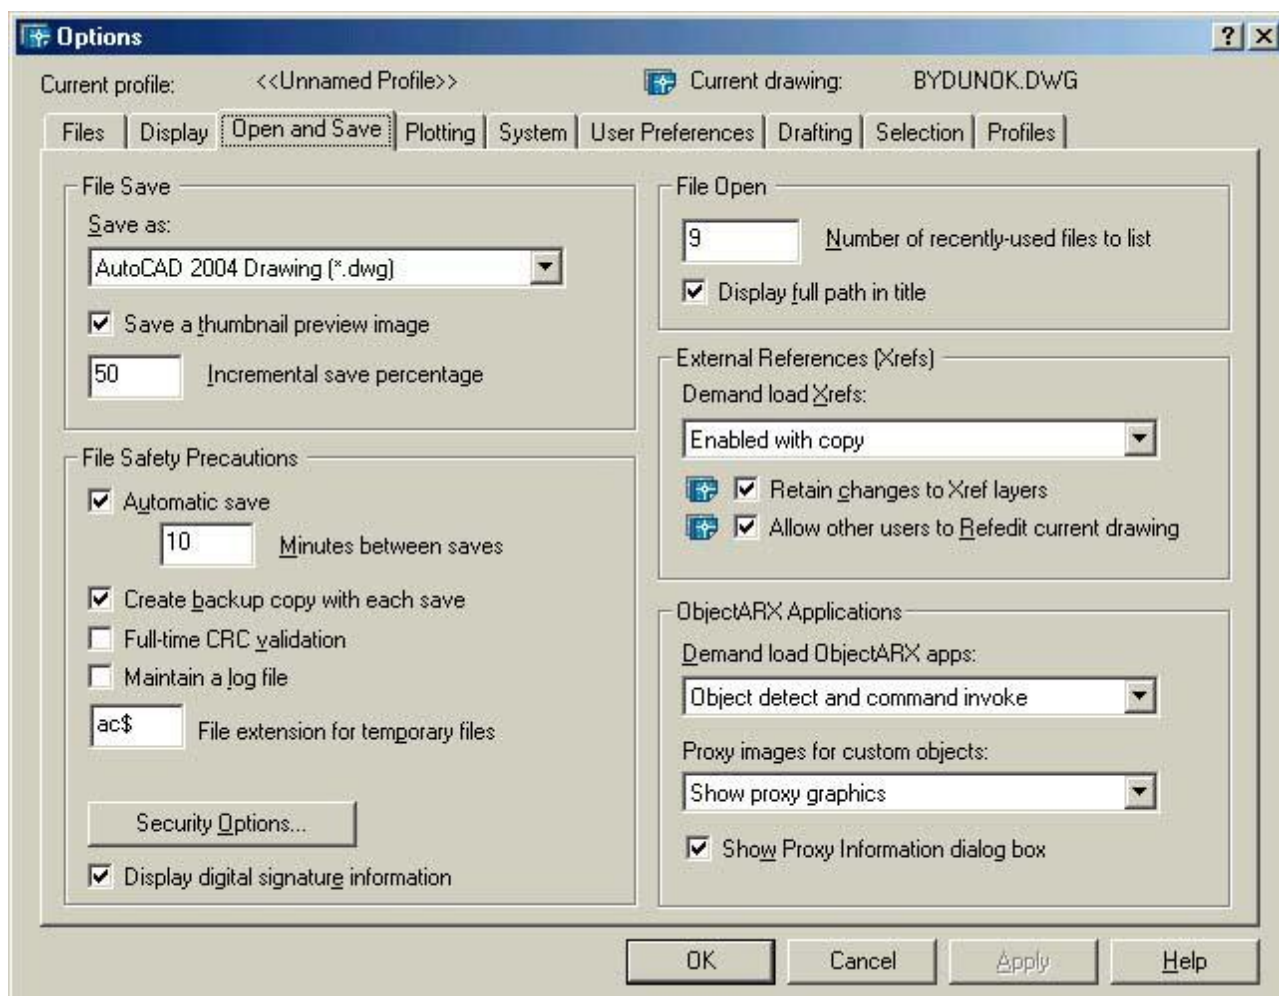 Options
Current profile: <<Unnamed Profile>> Current drawing: BYDUNOK.DWG
Files Display Open and Save Plotting System User Preferences Drafting Selection Profiles
File Save
Save as:
AutoCAD 2004 Drawing (*.dwg)
Save a thumbnail preview image
50 Incremental save percentage
File Safety Precautions
Automatic save
10 Minutes between saves
Create backup copy with each save
Full-time CRC validation
Maintain a log file
ac$ File extension for temporary files
Security Options...
Display digital signature information
File Open
9 Number of recently-used files to list
Display full path in title
External References (Xrefs)
Demand load Xrefs:
Enabled with copy
Retain changes to Xref layers
Allow other users to Refedit current drawing
ObjectARX Applications
Demand load ObjectARX apps:
Object detect and command invoke
Proxy images for custom objects:
Show proxy graphics
Show Proxy Information dialog box
OK Cancel Apply Help